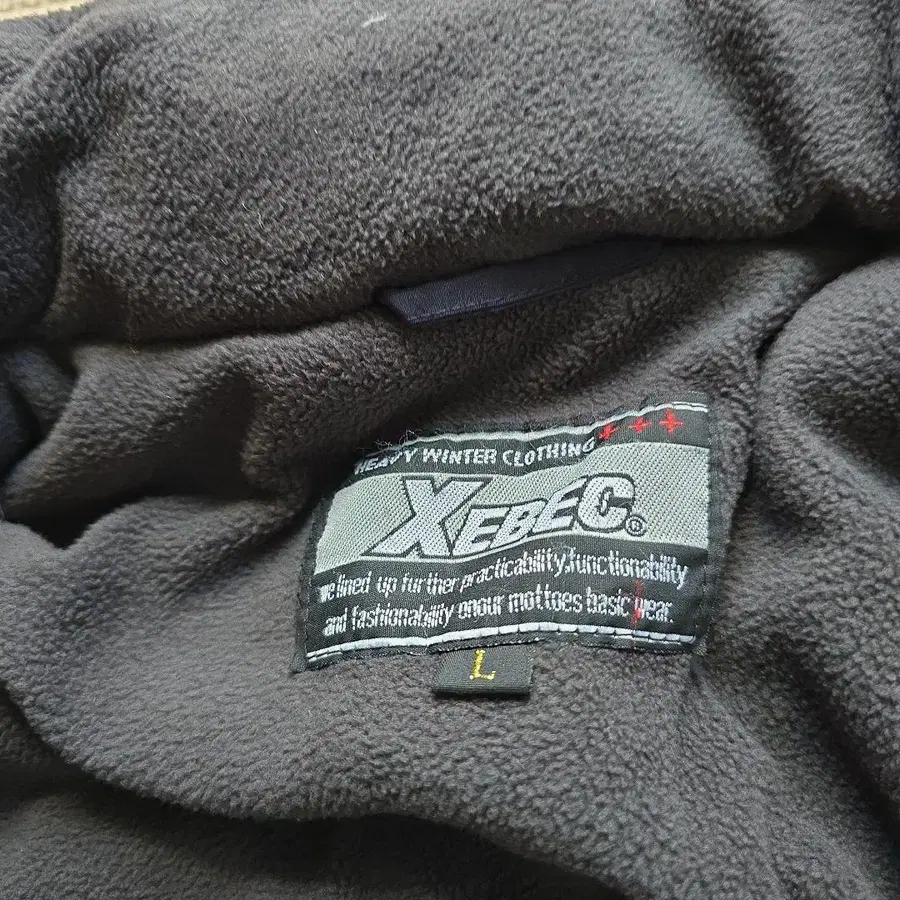 HEAVY WINTER CLOTHING +++
XEBEC®
we lined up further practicability,functionability
and fashionability onour mottoes basic wear.
L